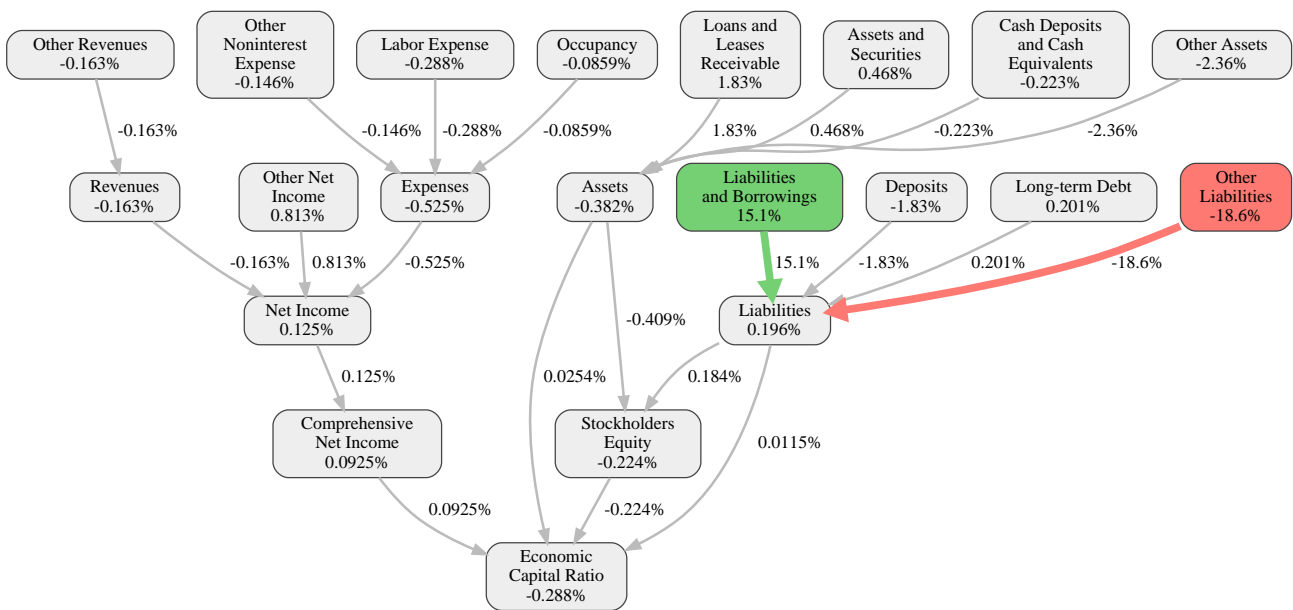 Other Revenues
-0.163%
Other
Noninterest
Expense
-0.146%
Labor Expense
-0.288%
Occupancy
-0.0859%
Loans and
Leases
Receivable
1.83%
Assets and
Securities
0.468%
Cash Deposits
and Cash
Equivalents
-0.223%
Other Assets
-2.36%
-0.163%
-0.146%
-0.288%
-0.0859%
1.83%
0.468%
-0.223%
-2.36%
Revenues
-0.163%
Other Net
Income
0.813%
Expenses
-0.525%
Assets
-0.382%
Liabilities
and Borrowings
15.1%
Deposits
-1.83%
Long-term Debt
0.201%
Other
Liabilities
-18.6%
-0.163%
0.813%
-0.525%
15.1%
-1.83%
0.201%
-18.6%
Net Income
0.125%
-0.409%
Liabilities
0.196%
0.125%
0.0254%
0.184%
Comprehensive
Net Income
0.0925%
Stockholders
Equity
-0.224%
0.0115%
0.0925%
-0.224%
Economic
Capital Ratio
-0.288%